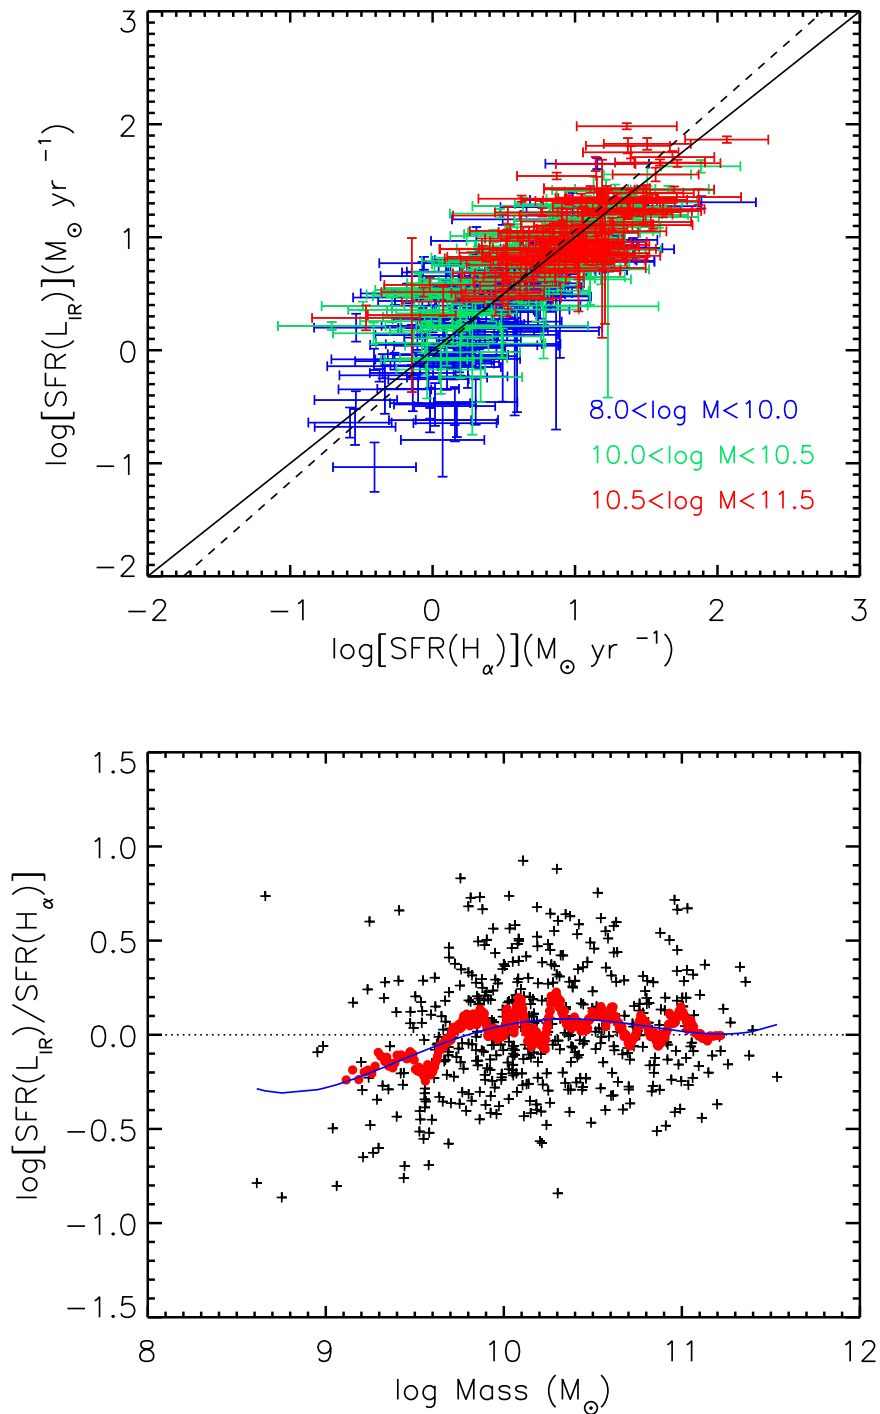 3
2
1
0
−1
−2
log[SFR(L_IR)](M_⊙ yr ⁻¹)
8.0<log M<10.0
10.0<log M<10.5
10.5<log M<11.5
−2 −1 0 1 2 3
log[SFR(H_α)](M_⊙ yr ⁻¹)
1.5
1.0
0.5
0.0
−0.5
−1.0
−1.5
log[SFR(L_IR)/SFR(H_α)]
8 9 10 11 12
log Mass (M_⊙)